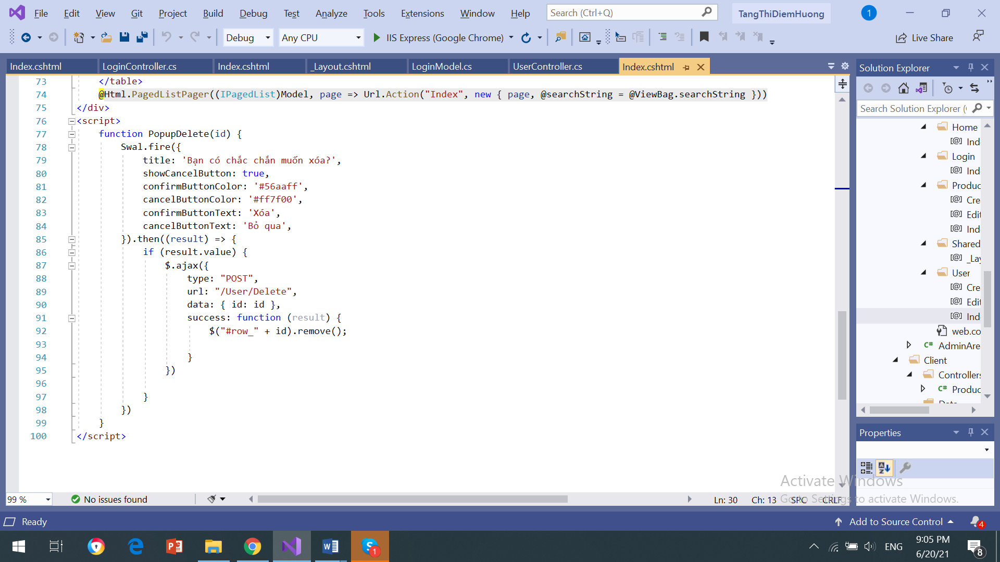 File Edit View Git Project Build Debug Test Analyze Tools Extensions Window Help Search (Ctrl+Q) TangThiDiemHuong 1
Debug Any CPU IIS Express (Google Chrome) Live Share
Index.cshtml LoginController.cs Index.cshtml _Layout.cshtml LoginModel.cs UserController.cs Index.cshtml
73 </table>
74 @Html.PagedListPager((IPagedList)Model, page => Url.Action("Index", new { page, @searchString = @ViewBag.searchString }))
75 </div>
76 <script>
77 function PopupDelete(id) {
78 Swal.fire({
79 title: 'Bạn có chắc chắn muốn xóa?',
80 showCancelButton: true,
81 confirmButtonColor: '#56aaff',
82 cancelButtonColor: '#ff7f00',
83 confirmButtonText: 'Xóa',
84 cancelButtonText: 'Bỏ qua',
85 }).then((result) => {
86 if (result.value) {
87 $.ajax({
88 type: "POST",
89 url: "/User/Delete",
90 data: { id: id },
91 success: function (result) {
92 $("#row_" + id).remove();
93
94 }
95 })
96
97 }
98 })
99 }
100 </script>
99 % No issues found Ln: 30 Ch: 13 SPC CRLF
Solution Explorer
Search Solution Explorer (
Home
Ind
Login
Ind
Produc
Cre
Edit
Ind
Shared
_Lay
User
Cre
Edit
Ind
web.co
C# AdminAre
Client
Controllers
C# Produc
Data
Properties
Activate Windows
Go to Settings to activate Windows.
Ready Add to Source Control 4
1 ENG 9:05 PM
6/20/21 8